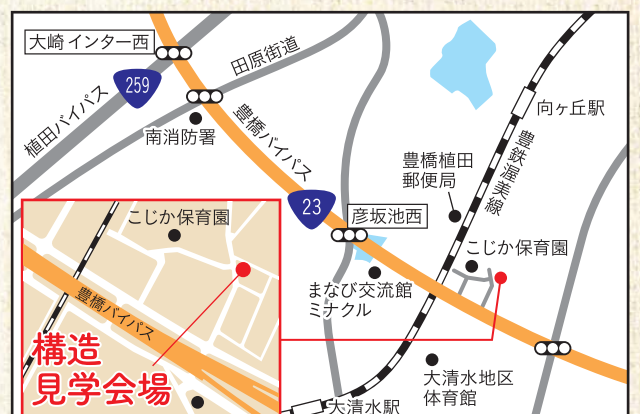 大崎インター西
259
植田バイパス
田原街道
南消防署
豊橋バイパス
23
彦坂池西
向ヶ丘駅
豊鉄渥美線
豊橋植田
郵便局
こじか保育園
まなび交流館
ミナクル
大清水地区
体育館
大清水駅
こじか保育園
豊橋バイパス
構造
見学会場